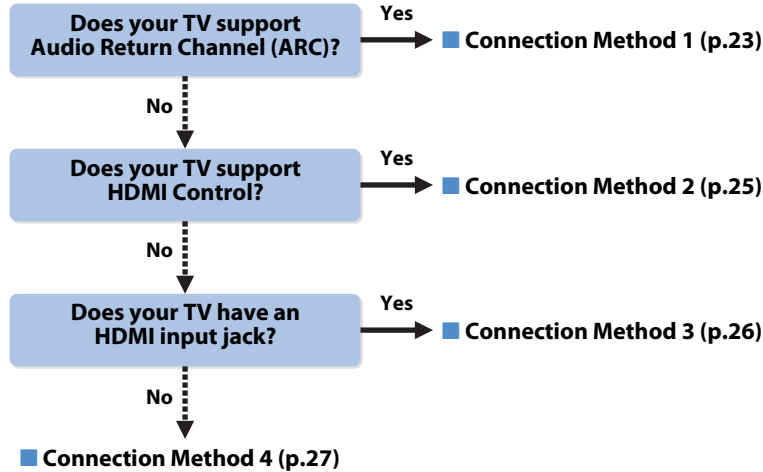 Does your TV support
Audio Return Channel (ARC)?
Yes
Connection Method 1 (p.23)
No
Does your TV support
HDMI Control?
Yes
Connection Method 2 (p.25)
No
Does your TV have an
HDMI input jack?
Yes
Connection Method 3 (p.26)
No
Connection Method 4 (p.27)